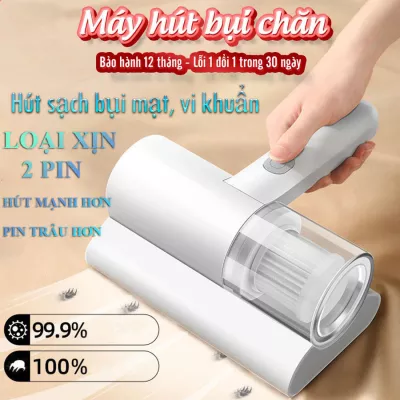 Máy hút bụi chăn
Bảo hành 12 tháng - Lỗi 1 đổi 1 trong 30 ngày
Hút sạch bụi mạt, vi khuẩn
LOẠI XỊN
2 PIN
HÚT MẠNH HƠN
PIN TRÂU HƠN
99.9%
100%